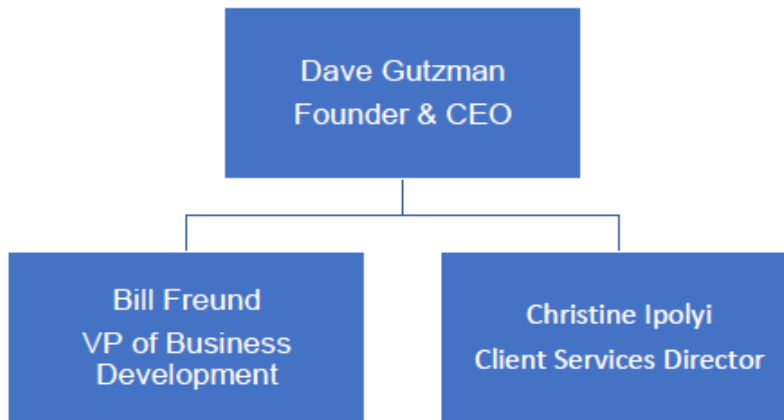 Dave Gutzman
Founder & CEO
Bill Freund
VP of Business
Development
Christine Ipolyi
Client Services Director